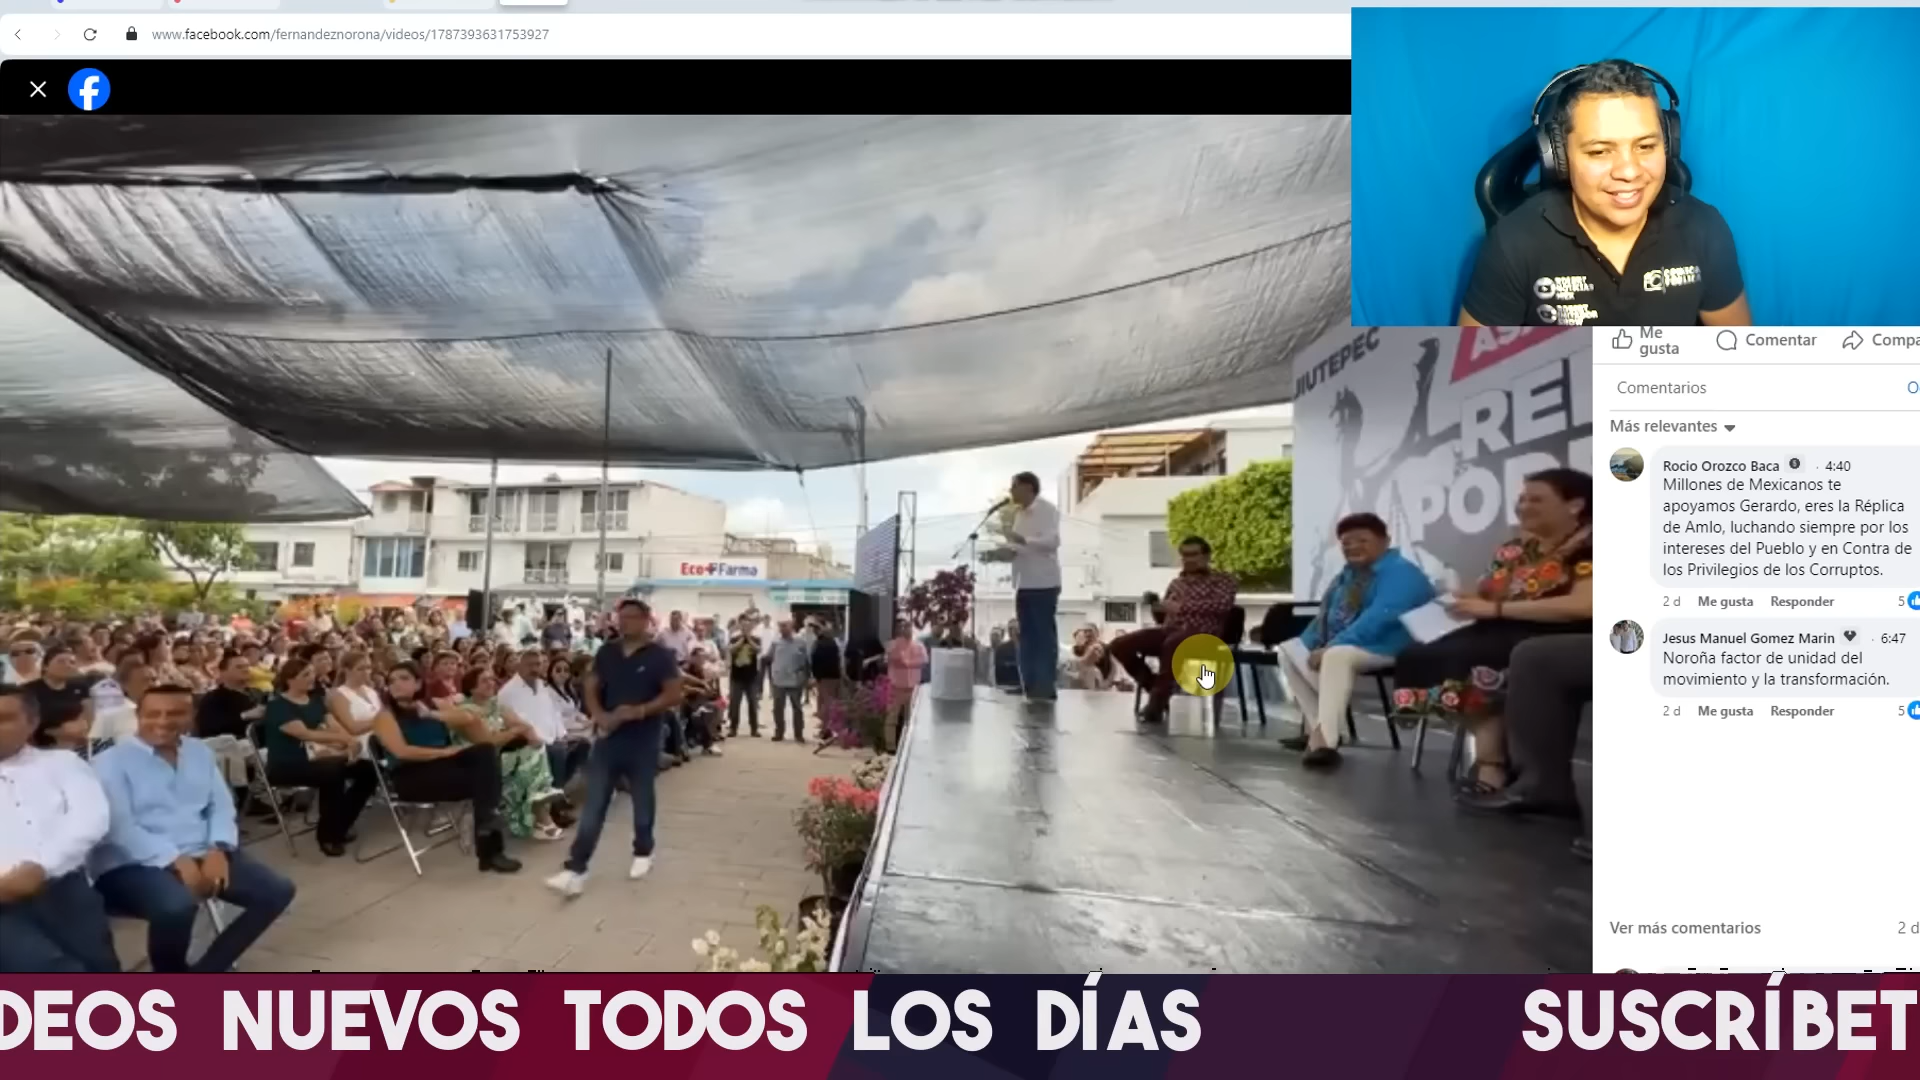 www.facebook.com/fernandeznorona/videos/1787393631753927
JIUTEPEC
Eco Farma
Me gusta
Comentar
Comentarios
Más relevantes
Rocio Orozco Baca · 4:40
Millones de Mexicanos te
apoyamos Gerardo, eres la Réplica
de Amlo, luchando siempre por los
intereses del Pueblo y en Contra de
los Privilegios de los Corruptos.
2 d Me gusta Responder 5
Jesus Manuel Gomez Marin · 6:47
Noroña factor de unidad del
movimiento y la transformación.
2 d Me gusta Responder 5
Ver más comentarios
DEOS NUEVOS TODOS LOS DÍAS SUSCRÍBET